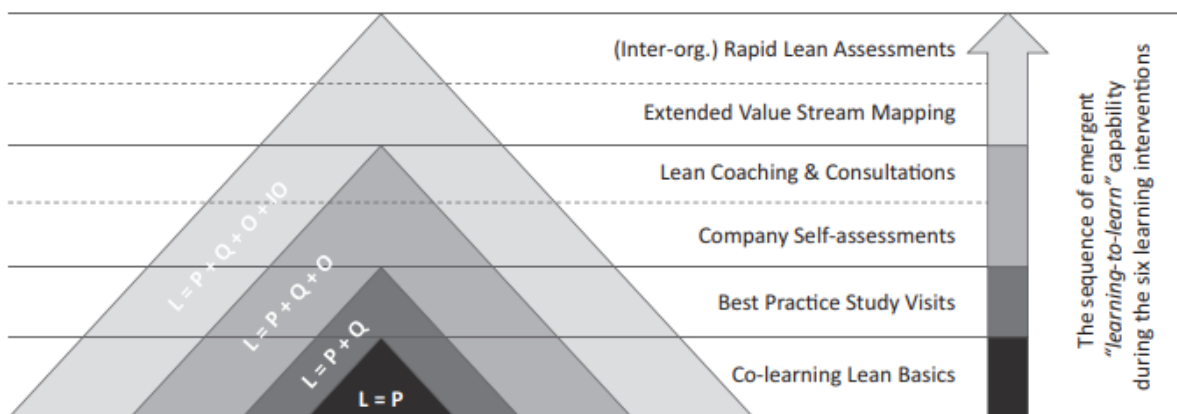 (Inter-org.) Rapid Lean Assessments
Extended Value Stream Mapping
Lean Coaching & Consultations
Company Self-assessments
Best Practice Study Visits
Co-learning Lean Basics
L = P + Q + O + IO
L = P + Q + O
L = P + Q
L = P
The sequence of emergent
"learning-to-learn" capability
during the six learning interventions